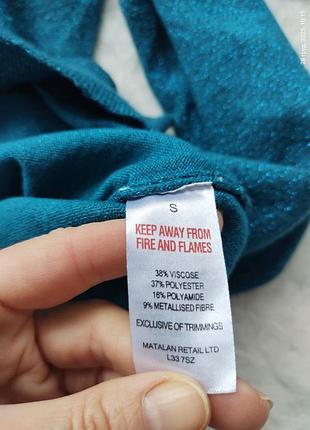 S
KEEP AWAY FROM
FIRE AND FLAMES
38% VISCOSE
37% POLYESTER
16% POLYAMIDE
9% METALLISED FIBRE
EXCLUSIVE OF TRIMMINGS
MATALAN RETAIL LTD
L33 7SZ